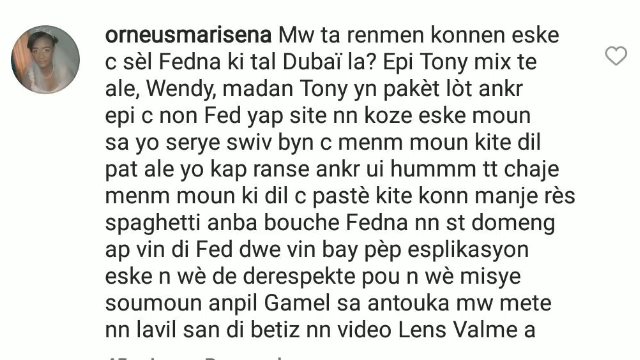 orneusmarisena Mw ta renmen konnen eske
c sèl Fedna ki tal Dubaï la? Epi Tony mix te
ale, Wendy, madan Tony yn pakèt lòt ankr
epi c non Fed yap site nn koze eske moun
sa yo serye swiv byn c menm moun kite dil
pat ale yo kap ranse ankr ui hummm tt chaje
menm moun ki dil c pastè kite konn manje rès
spaghetti anba bouche Fedna nn st domeng
ap vin di Fed dwe vin bay pèp esplikasyon
eske n wè de derespekte pou n wè misye
soumoun anpil Gamel sa antouka mw mete
nn lavil san di betiz nn video Lens Valme a